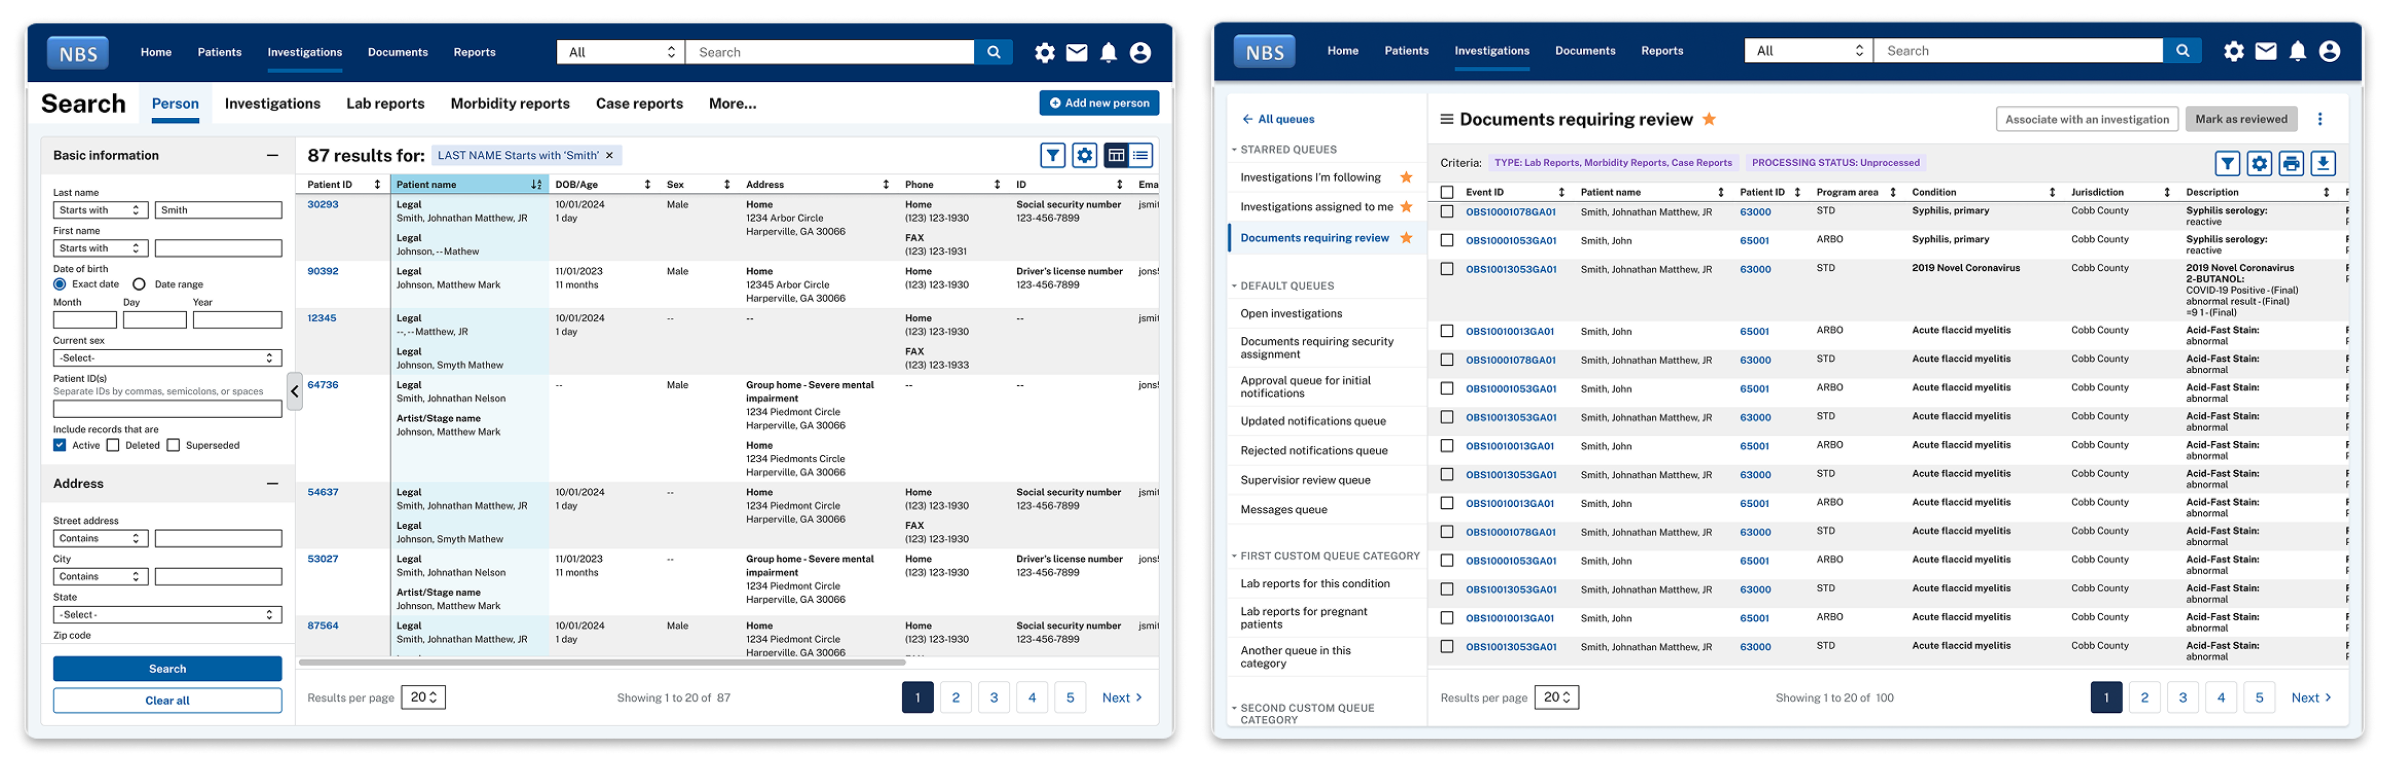 NBS Home Patients Investigations Documents Reports All Search
Search Person Investigations Lab reports Morbidity reports Case reports More... Add new person
Basic information
Last name
Starts with Smith
First name
Starts with
Date of birth
Exact date Date range
Month Day Year
Current sex
-Select-
Patient ID(s)
Separate IDs by commas, semicolons, or spaces
Include records that are
Active Deleted Superseded
Address
Street address
Contains
City
Contains
State
-Select-
Zip code
Search
Clear all
87 results for: LAST NAME Starts with ‘Smith’ ×
Patient ID Patient name DOB/Age Sex Address Phone ID Ema
30293 Legal 10/01/2024 Male Home Home Social security number jsmit
Smith, Johnathan Matthew, JR 1 day 1234 Arbor Circle (123) 123-1930 123-456-7899
Harperville, GA 30066
Legal FAX
Johnson, --Mathew (123) 123-1931
90392 Legal 11/01/2023 Male Home Home Driver's license number jons
Johnson, Matthew Mark 11 months 12345 Arbor Circle (123) 123-1930 123-456-7899
Harperville, GA 30066
12345 Legal 10/01/2024 -- -- Home -- jsmit
--, --Matthew, JR 1 day (123) 123-1930
Legal FAX
Johnson, Smyth Mathew (123) 123-1933
64736 Legal -- Male Group home - Severe mental -- -- jons
Smith, Johnathan Nelson impairment
1234 Piedmont Circle
Artist/Stage name Harperville, GA 30066
Johnson, Matthew Mark
Home
1234 Piedmonts Circle
Harperville, GA 30066
54637 Legal 10/01/2024 -- Home Home Social security number jsmit
Smith, Johnathan Matthew, JR 1 day 1234 Piedmont Circle (123) 123-1930 123-456-7899
Harperville, GA 30066
Legal FAX
Johnson, Smyth Mathew (123) 123-1930
53027 Legal 11/01/2023 -- Group home - Severe mental Home Driver's license number jons
Smith, Johnathan Nelson 11 months impairment (123) 123-1930 123-456-7899
1234 Piedmont Circle
Artist/Stage name Harperville, GA 30066
Johnson, Matthew Mark
87564 Legal 10/01/2024 Male Home Home Social security number jsmit
Smith, Johnathan Matthew, JR 1 day 1234 Piedmont Circle (123) 123-1930 123-456-7899
Harperville, GA 30066
Results per page 20 Showing 1 to 20 of 87 1 2 3 4 5 Next
NBS Home Patients Investigations Documents Reports All Search
All queues
STARRED QUEUES
Investigations I'm following
Investigations assigned to me
Documents requiring review
DEFAULT QUEUES
Open investigations
Documents requiring security
assignment
Approval queue for initial
notifications
Updated notifications queue
Rejected notifications queue
Supervisior review queue
Messages queue
FIRST CUSTOM QUEUE CATEGORY
Lab reports for this condition
Lab reports for pregnant
patients
Another queue in this
category
SECOND CUSTOM QUEUE
CATEGORY
Documents requiring review Associate with an investigation Mark as reviewed
Criteria: TYPE: Lab Reports, Morbidity Reports, Case Reports PROCESSING STATUS: Unprocessed
Event ID Patient name Patient ID Program area Condition Jurisdiction Description
OBS10001078GA01 Smith, Johnathan Matthew, JR 63000 STD Syphilis, primary Cobb County Syphilis serology:
reactive
OBS10001053GA01 Smith, John 65001 ARBO Syphilis, primary Cobb County Syphilis serology:
reactive
OBS10013053GA01 Smith, Johnathan Matthew, JR 63000 STD 2019 Novel Coronavirus Cobb County 2019 Novel Coronavirus
2-BUTANOL:
COVID-19 Positive -(Final)
abnormal result -(Final)
=9 1 -(Final)
OBS10010013GA01 Smith, John 65001 ARBO Acute flaccid myelitis Cobb County Acid-Fast Stain:
abnormal
OBS10001078GA01 Smith, Johnathan Matthew, JR 63000 STD Acute flaccid myelitis Cobb County Acid-Fast Stain:
abnormal
OBS10001053GA01 Smith, John 65001 ARBO Acute flaccid myelitis Cobb County Acid-Fast Stain:
abnormal
OBS10013053GA01 Smith, Johnathan Matthew, JR 63000 STD Acute flaccid myelitis Cobb County Acid-Fast Stain:
abnormal
OBS10010013GA01 Smith, John 65001 ARBO Acute flaccid myelitis Cobb County Acid-Fast Stain:
abnormal
OBS10013053GA01 Smith, Johnathan Matthew, JR 63000 STD Acute flaccid myelitis Cobb County Acid-Fast Stain:
abnormal
OBS10010013GA01 Smith, John 65001 ARBO Acute flaccid myelitis Cobb County Acid-Fast Stain:
abnormal
OBS10001078GA01 Smith, Johnathan Matthew, JR 63000 STD Acute flaccid myelitis Cobb County Acid-Fast Stain:
abnormal
OBS10001053GA01 Smith, John 65001 ARBO Acute flaccid myelitis Cobb County Acid-Fast Stain:
abnormal
OBS10013053GA01 Smith, Johnathan Matthew, JR 63000 STD Acute flaccid myelitis Cobb County Acid-Fast Stain:
abnormal
OBS10010013GA01 Smith, John 65001 ARBO Acute flaccid myelitis Cobb County Acid-Fast Stain:
abnormal
OBS10013053GA01 Smith, Johnathan Matthew, JR 63000 STD Acute flaccid myelitis Cobb County Acid-Fast Stain:
abnormal
Results per page 20 Showing 1 to 20 of 100 1 2 3 4 5 Next